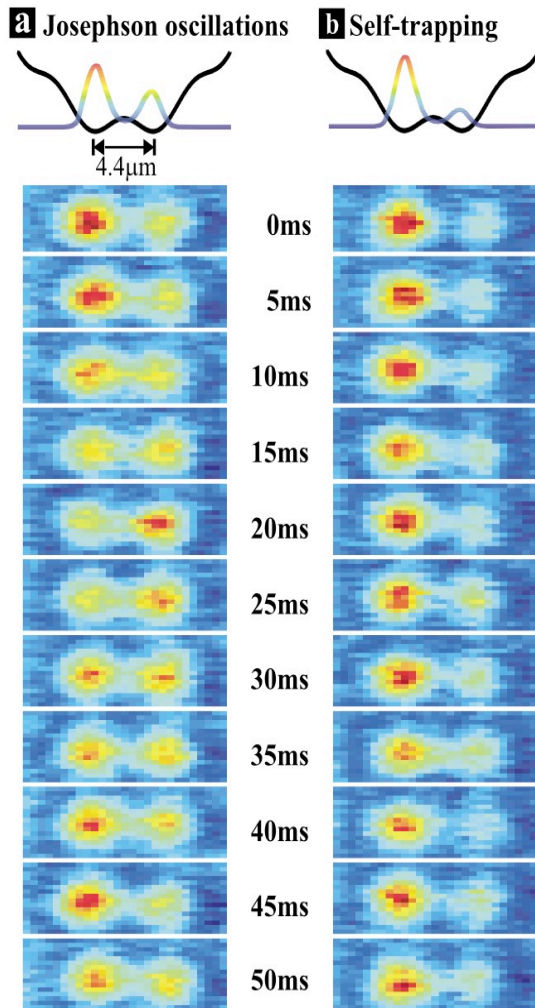 a Josephson oscillations
b Self-trapping
4.4μm
0ms
5ms
10ms
15ms
20ms
25ms
30ms
35ms
40ms
45ms
50ms